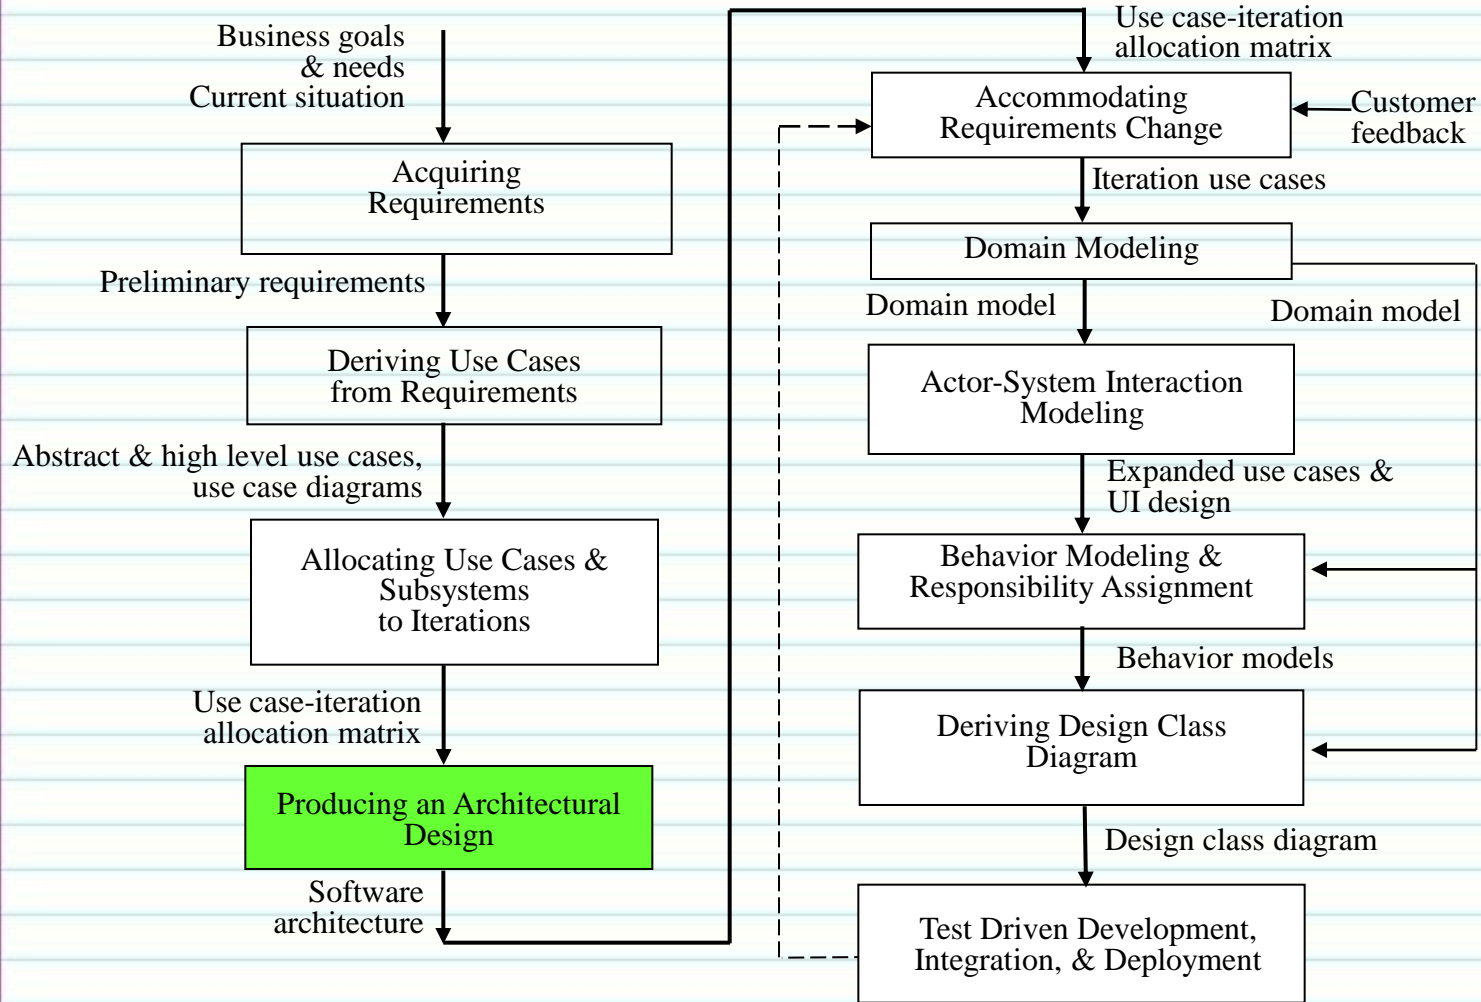 Business goals
& needs
Current situation
Acquiring
Requirements
Preliminary requirements
Deriving Use Cases
from Requirements
Abstract & high level use cases,
use case diagrams
Allocating Use Cases &
Subsystems
to Iterations
Use case-iteration
allocation matrix
Producing an Architectural
Design
Software
architecture
Use case-iteration
allocation matrix
Accommodating
Requirements Change
Customer
feedback
Iteration use cases
Domain Modeling
Domain model
Domain model
Actor-System Interaction
Modeling
Expanded use cases &
UI design
Behavior Modeling &
Responsibility Assignment
Behavior models
Deriving Design Class
Diagram
Design class diagram
Test Driven Development,
Integration, & Deployment